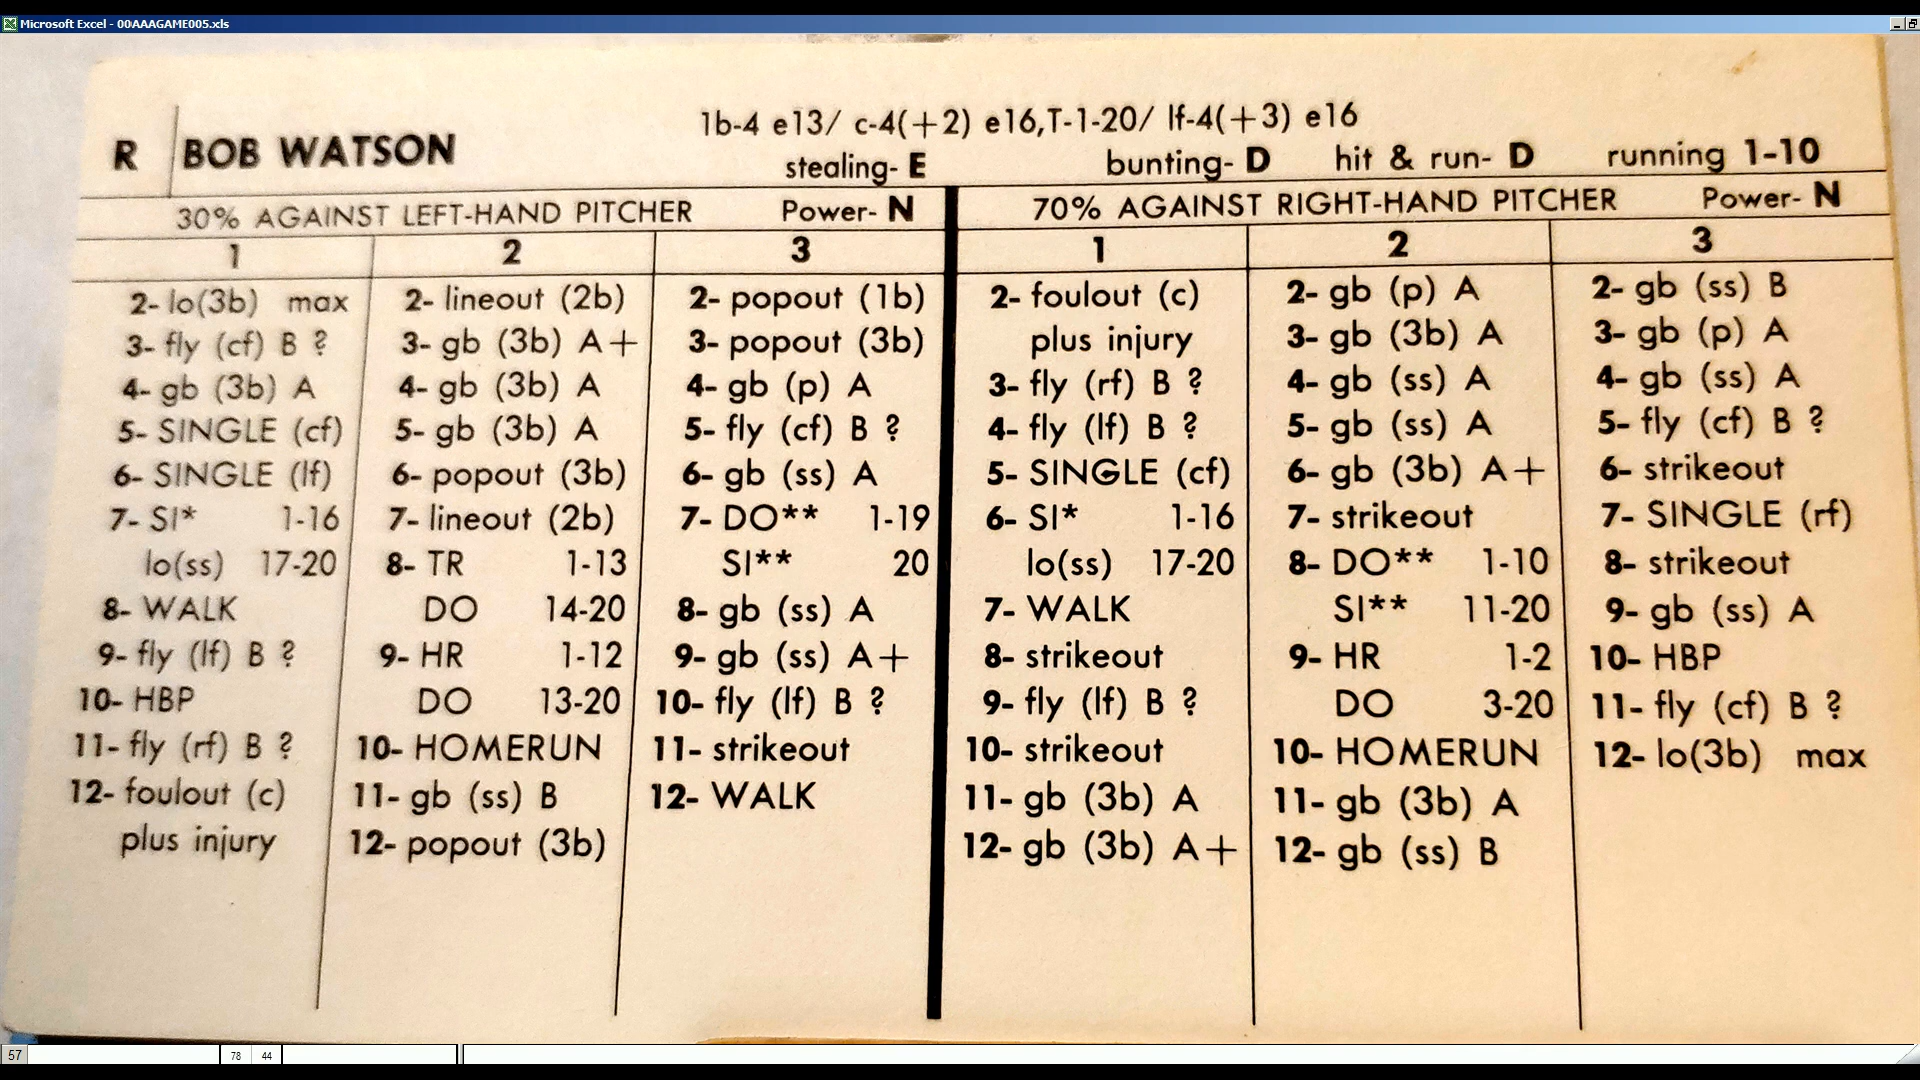 Microsoft Excel - 00AAAGAME005.xls
1b-4 e13/ c-4(+2) e16,T-1-20/ lf-4(+3) e16
R BOB WATSON
stealing- E bunting- D hit & run- D running 1-10
30% AGAINST LEFT-HAND PITCHER Power- N
1 2 3
2- lo(3b) max
3- fly (cf) B ?
4- gb (3b) A
5- SINGLE (cf)
6- SINGLE (lf)
7- SI* 1-16
lo(ss) 17-20
8- WALK
9- fly (lf) B ?
10- HBP
11- fly (rf) B ?
12- foulout (c)
plus injury
2- lineout (2b)
3- gb (3b) A+
4- gb (3b) A
5- gb (3b) A
6- popout (3b)
7- lineout (2b)
8- TR 1-13
DO 14-20
9- HR 1-12
DO 13-20
10- HOMERUN
11- gb (ss) B
12- popout (3b)
2- popout (1b)
3- popout (3b)
4- gb (p) A
5- fly (cf) B ?
6- gb (ss) A
7- DO** 1-19
SI** 20
8- gb (ss) A
9- gb (ss) A+
10- fly (lf) B ?
11- strikeout
12- WALK
70% AGAINST RIGHT-HAND PITCHER Power- N
1 2 3
2- foulout (c)
plus injury
3- fly (rf) B ?
4- fly (lf) B ?
5- SINGLE (cf)
6- SI* 1-16
lo(ss) 17-20
7- WALK
8- strikeout
9- fly (lf) B ?
10- strikeout
11- gb (3b) A
12- gb (3b) A+
2- gb (p) A
3- gb (3b) A
4- gb (ss) A
5- gb (ss) A
6- gb (3b) A+
7- strikeout
8- DO** 1-10
SI** 11-20
9- HR 1-2
DO 3-20
10- HOMERUN
11- gb (3b) A
12- gb (ss) B
2- gb (ss) B
3- gb (p) A
4- gb (ss) A
5- fly (cf) B ?
6- strikeout
7- SINGLE (rf)
8- strikeout
9- gb (ss) A
10- HBP
11- fly (cf) B ?
12- lo(3b) max
57 78 44